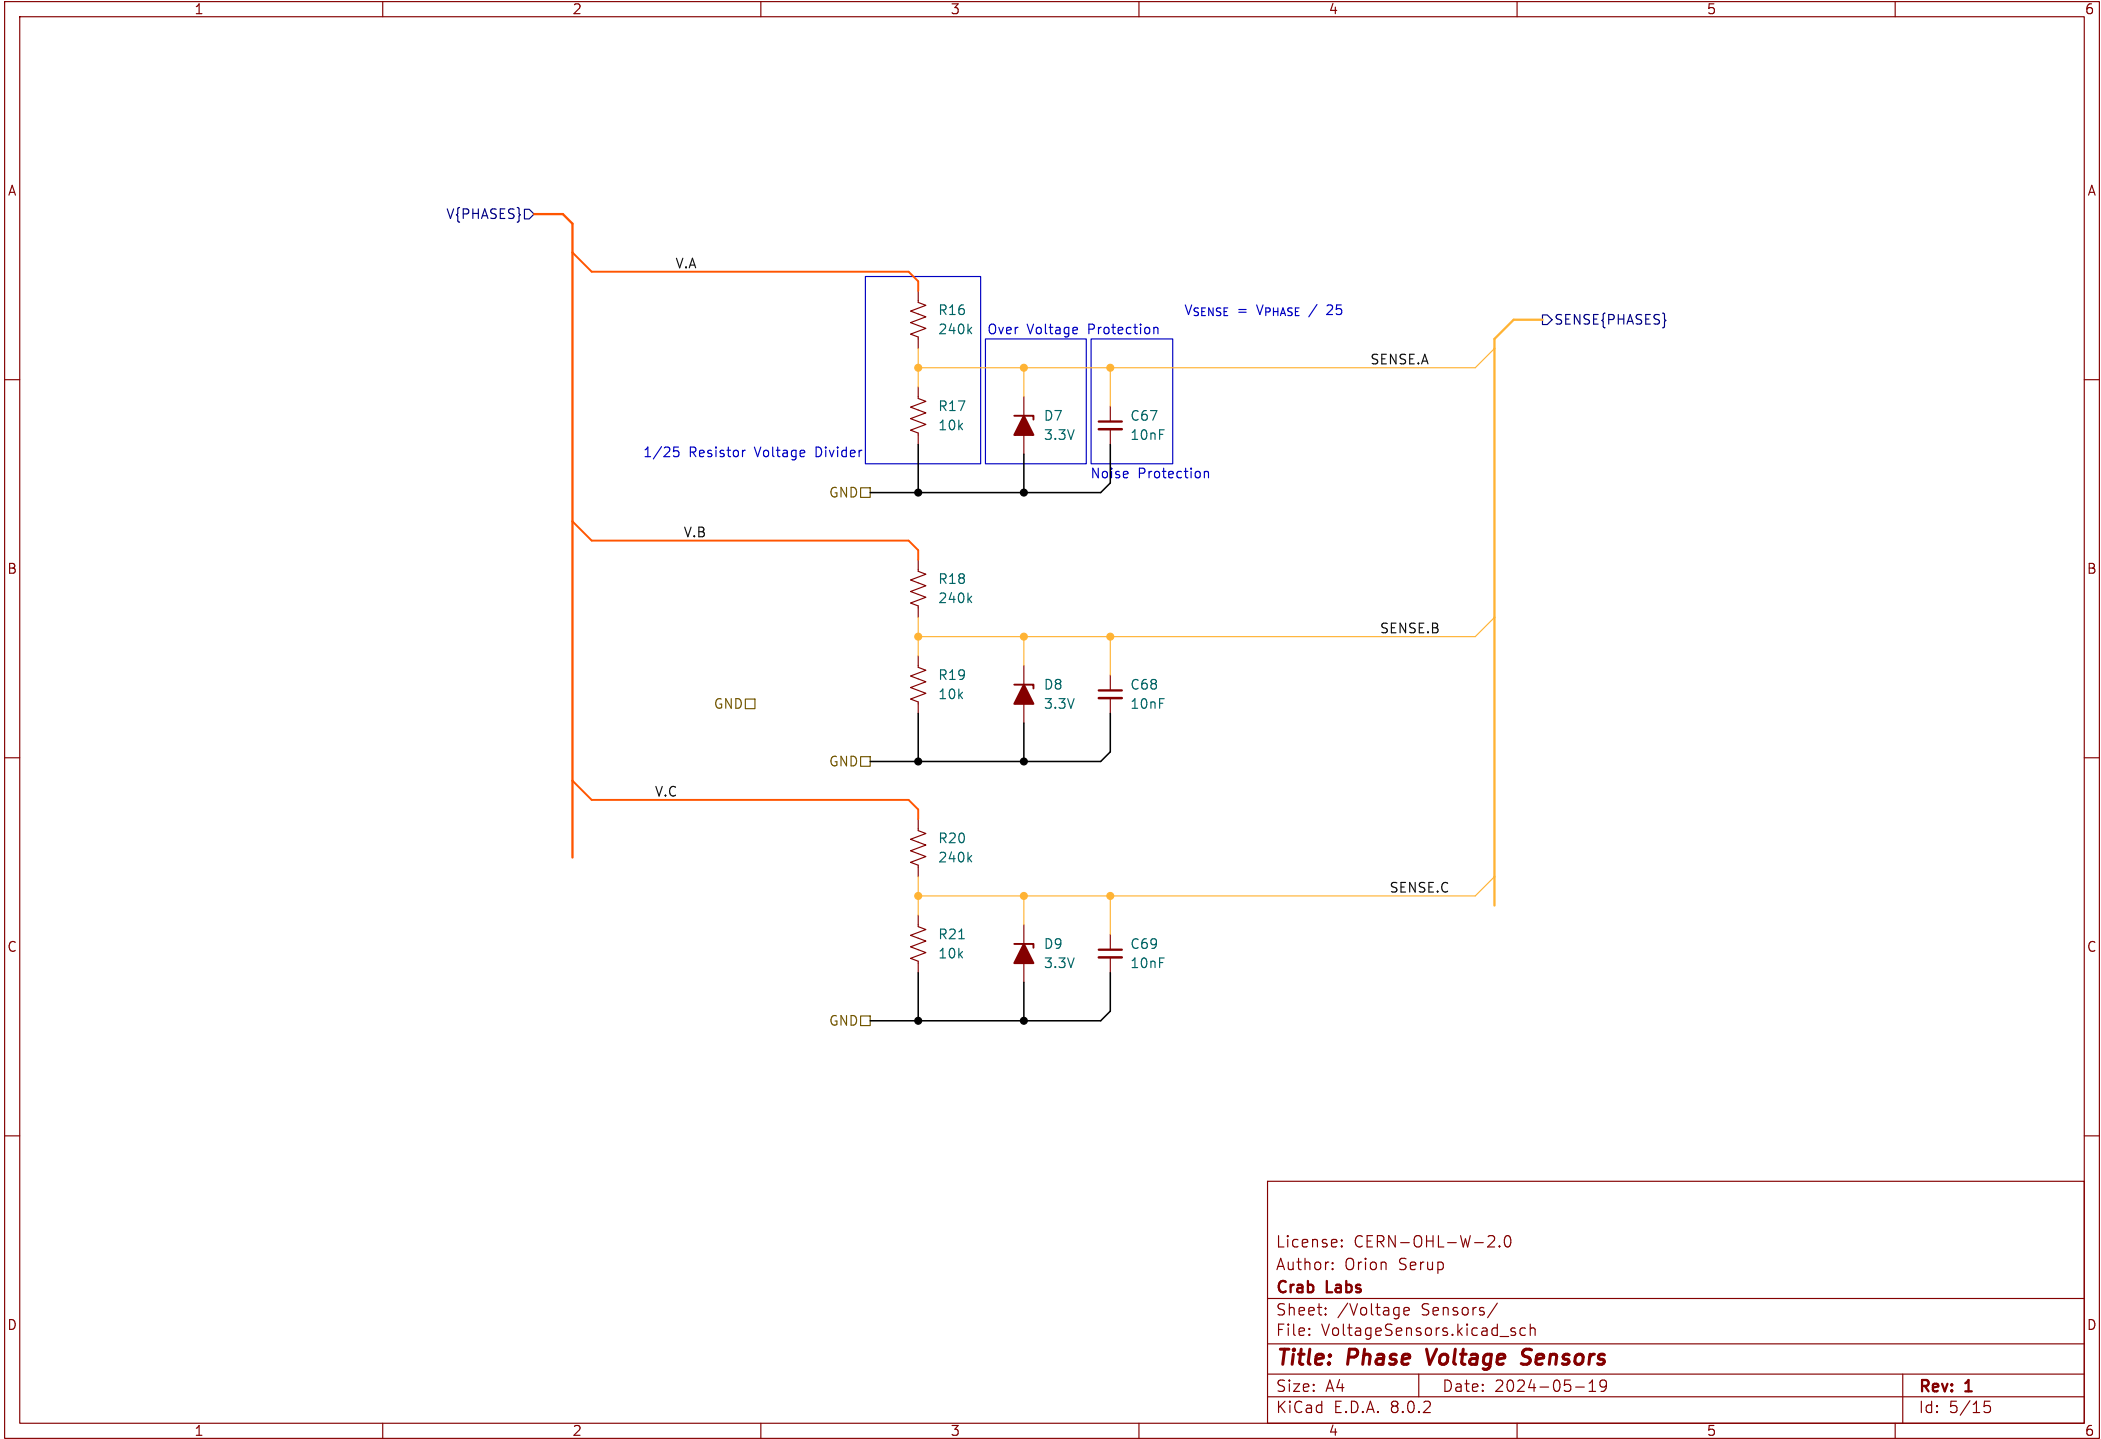 1 2 3 4 5 6
A A
V{PHASES}
V.A
R16
240k
VSENSE = VPHASE / 25
SENSE{PHASES}
Over Voltage Protection
SENSE.A
R17
10k
D7
3.3V
C67
10nF
1/25 Resistor Voltage Divider
Noise Protection
GND
V.B
B B
R18
240k
SENSE.B
R19
10k
D8
3.3V
C68
10nF
GND
GND
V.C
R20
240k
SENSE.C
R21
10k
D9
3.3V
C69
10nF
C C
GND
License: CERN-OHL-W-2.0
Author: Orion Serup
Crab Labs
Sheet: /Voltage Sensors/
File: VoltageSensors.kicad_sch
D D
Title: Phase Voltage Sensors
Size: A4 Date: 2024-05-19 Rev: 1
KiCad E.D.A. 8.0.2 Id: 5/15
1 2 3 4 5 6